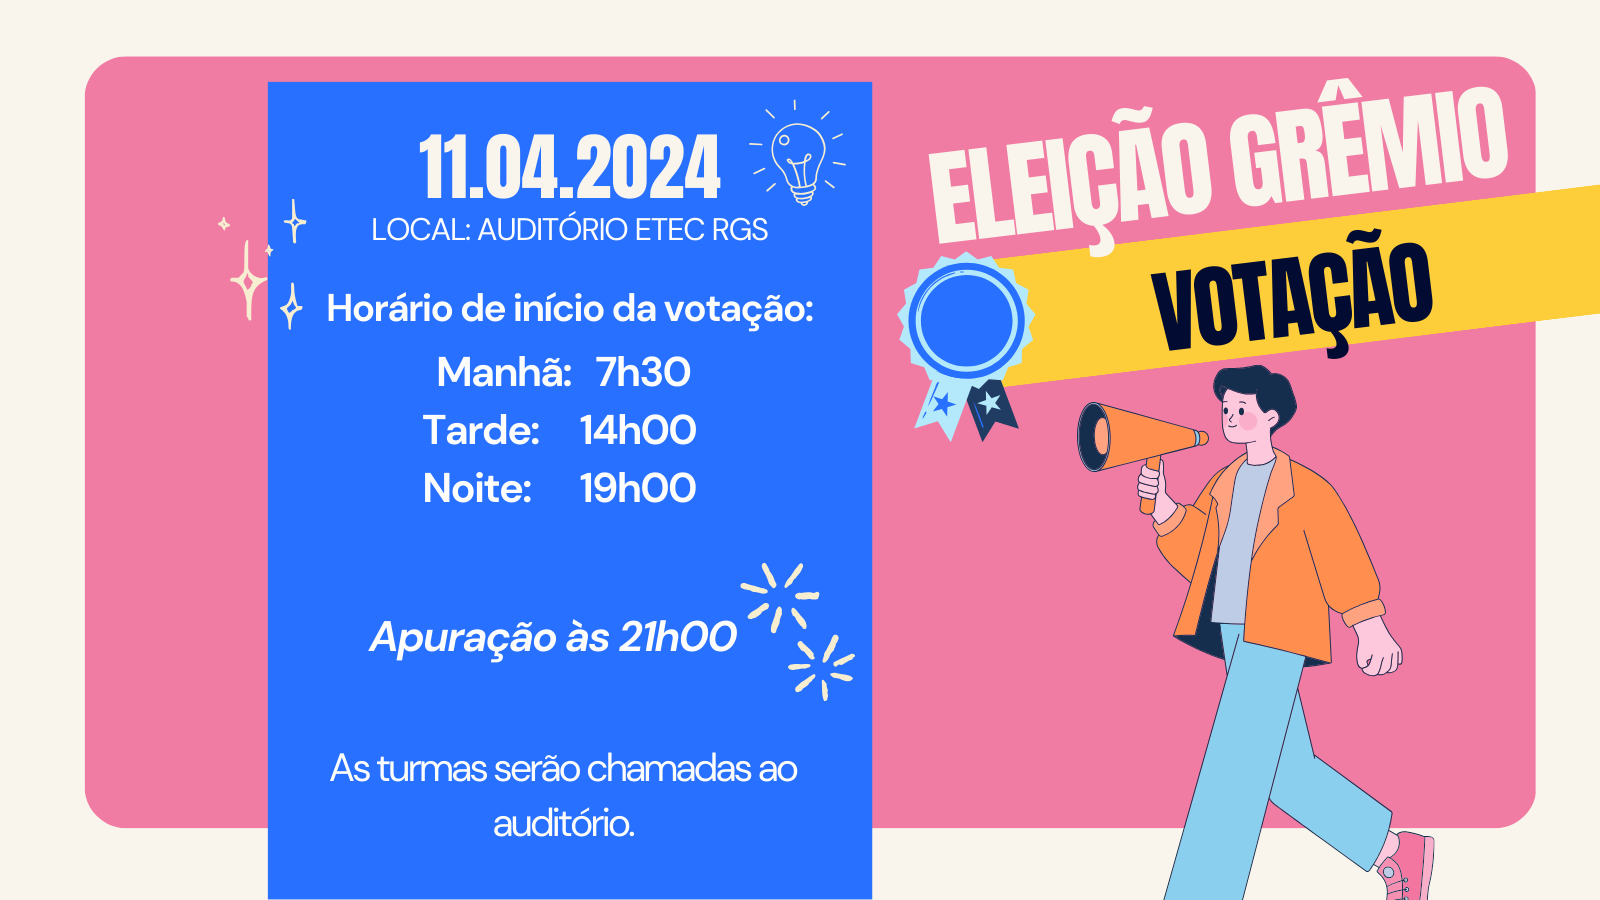 11.04.2024
LOCAL: AUDITÓRIO ETEC RGS
Horário de início da votação:
Manhã: 7h30
Tarde: 14h00
Noite: 19h00
Apuração às 21h00
As turmas serão chamadas ao
auditório.
ELEIÇÃO GRÊMIO
VOTAÇÃO